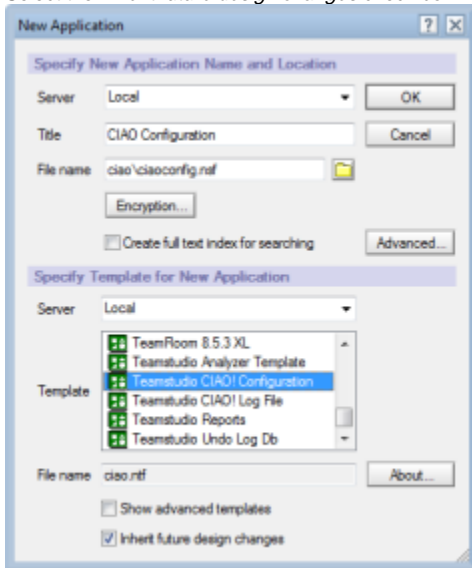 New Application
Specify New Application Name and Location
Server Local OK
Title CIAO Configuration Cancel
File name ciao\ciaoconfig.nsf
Encryption...
Create full text index for searching Advanced...
Specify Template for New Application
Server Local
TeamRoom 8.5.3 XL
Teamstudio Analyzer Template
Teamstudio CIAO! Configuration
Template Teamstudio CIAO! Log File
Teamstudio Reports
Teamstudio Undo Log Db
File name ciao.ntf About...
Show advanced templates
Inherit future design changes